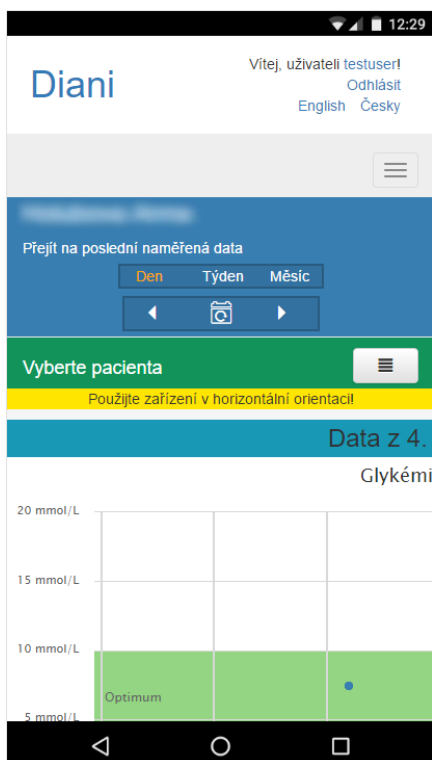 12:29
Diani
Vítej, uživateli testuser!
Odhlásit
English Česky
Přejít na poslední naměřená data
Den Týden Měsíc
Vyberte pacienta
Použijte zařízení v horizontální orientaci!
Data z 4.
Glykémi
20 mmol/L
15 mmol/L
10 mmol/L
Optimum
5 mmol/L